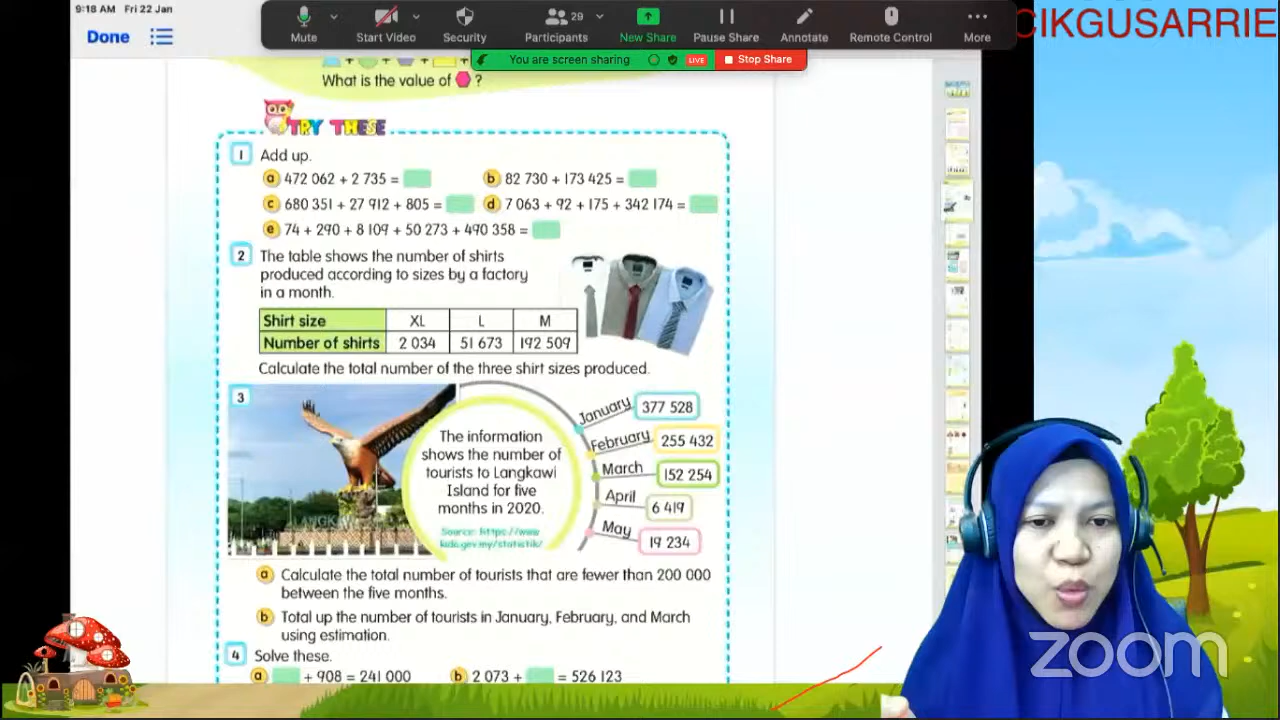 9:18 AM Fri 22 Jan
Done
Mute
Start Video
Security
Participants
29
New Share
Pause Share
Annotate
Remote Control
More
You are screen sharing
LIVE
Stop Share
CIKGUSARRIE
What is the value of ?
TRY THESE
1 Add up.
a 472 062 + 2 735 =
b 82 730 + 173 425 =
c 680 351 + 27 912 + 805 =
d 7 063 + 92 + 175 + 342 174 =
e 74 + 290 + 8 109 + 50 273 + 490 358 =
2 The table shows the number of shirts
produced according to sizes by a factory
in a month.
Shirt size XL L M
Number of shirts 2 034 51 673 192 509
Calculate the total number of the three shirt sizes produced.
3
LANGKAWI
The information
shows the number of
tourists to Langkawi
Island for five
months in 2020.
Source: https://www
lada.gov.my/statistik/
January 377 528
February 255 432
March 152 254
April 6 419
May 19 234
a Calculate the total number of tourists that are fewer than 200 000
between the five months.
b Total up the number of tourists in January, February, and March
using estimation.
4 Solve these.
a + 908 = 241 000
b 2 073 + = 526 123
zoom